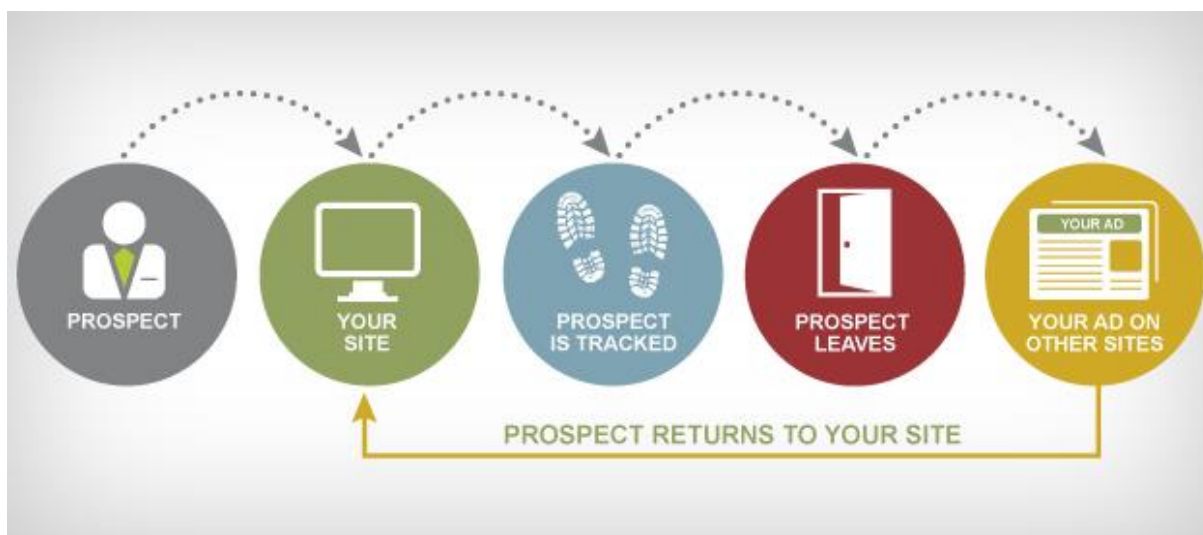 PROSPECT
YOUR
SITE
PROSPECT
IS TRACKED
PROSPECT
LEAVES
YOUR AD
YOUR AD ON
OTHER SITES
PROSPECT RETURNS TO YOUR SITE